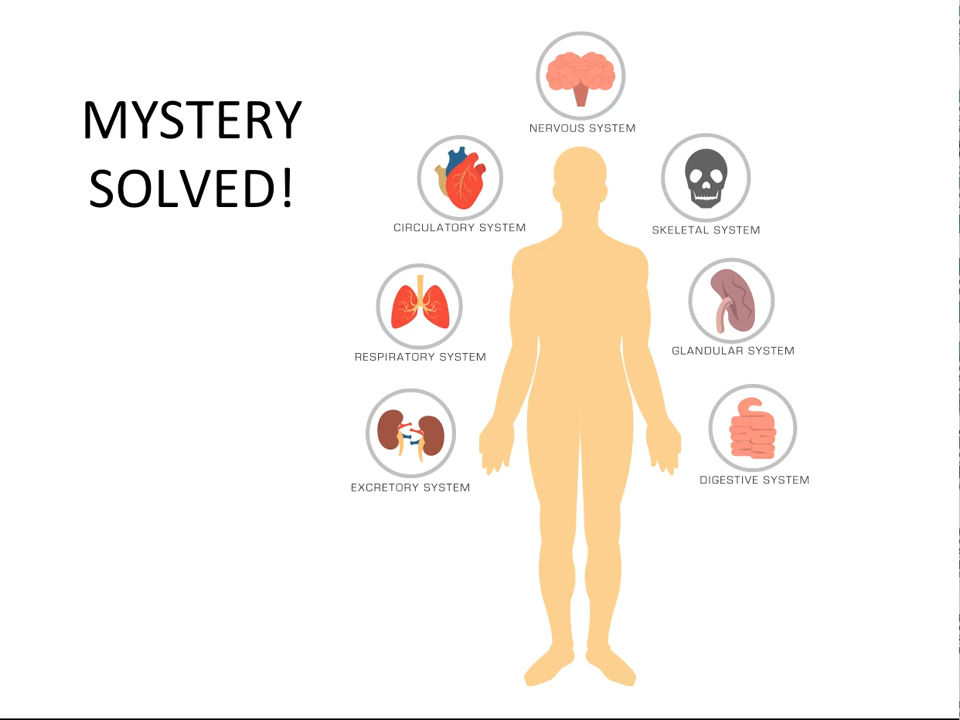 MYSTERY
SOLVED!
NERVOUS SYSTEM
CIRCULATORY SYSTEM
SKELETAL SYSTEM
RESPIRATORY SYSTEM
GLANDULAR SYSTEM
EXCRETORY SYSTEM
DIGESTIVE SYSTEM